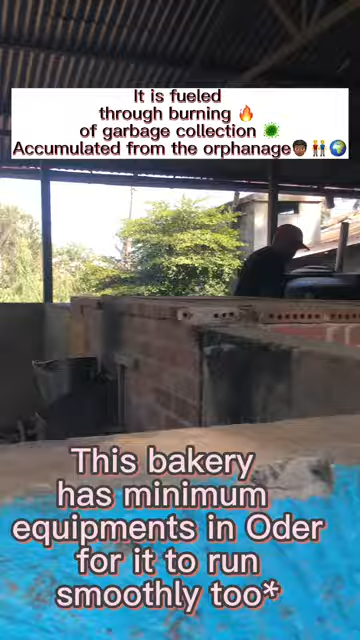 It is fueled
through burning 🔥
of garbage collection 🦠
Accumulated from the orphanage👨🏿👬🌍
This bakery
has minimum
equipments in Oder
for it to run
smoothly too*